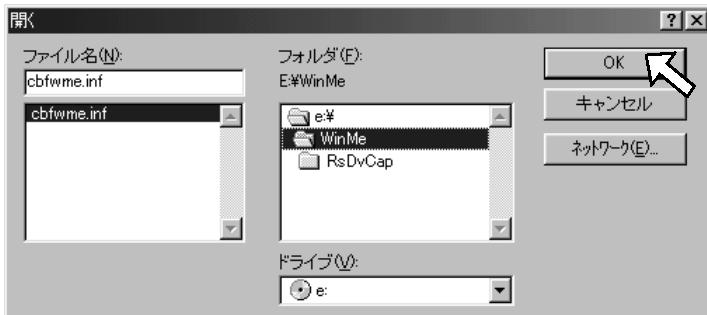 開く
ファイル名(N):
cbfwme.inf
cbfwme.inf
フォルダ(F):
E:¥WinMe
e:¥
WinMe
RsDvCap
ドライブ(V):
e:
OK
キャンセル
ネットワーク(E)...